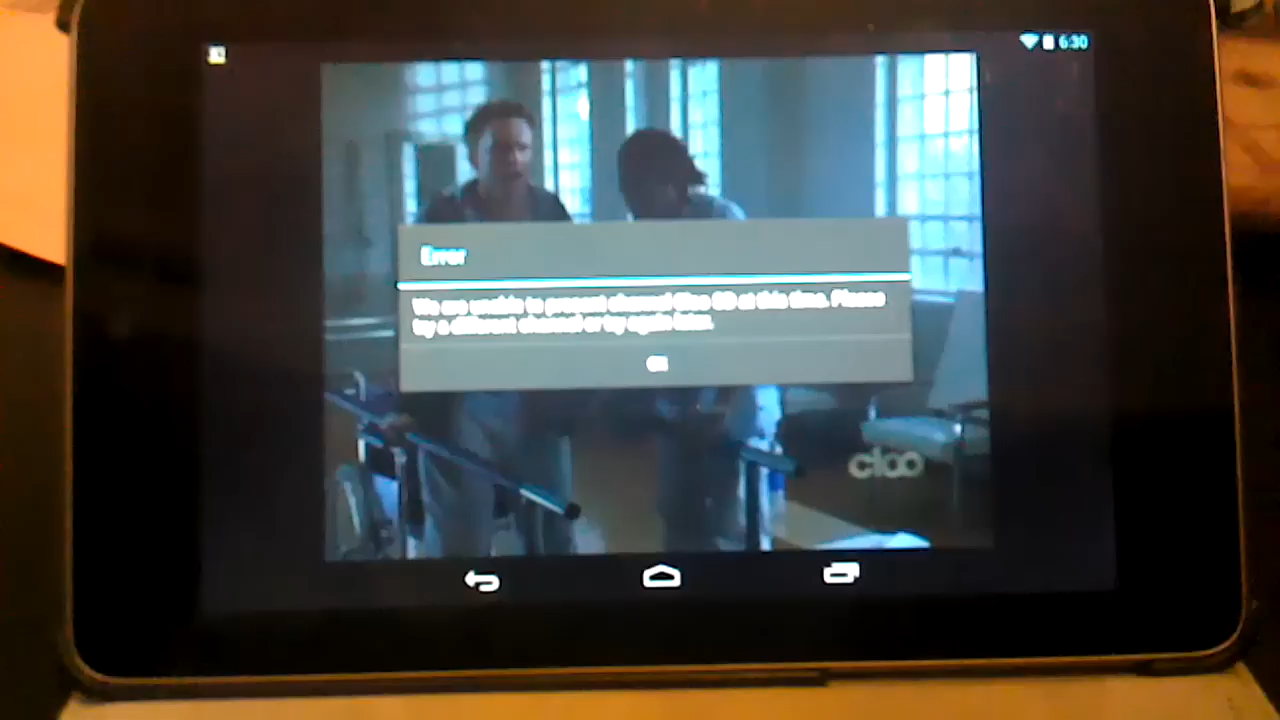 6:30
Error
We are unable to present channel Cloo SD at this time. Please
try a different channel or try again later.
OK
cloo